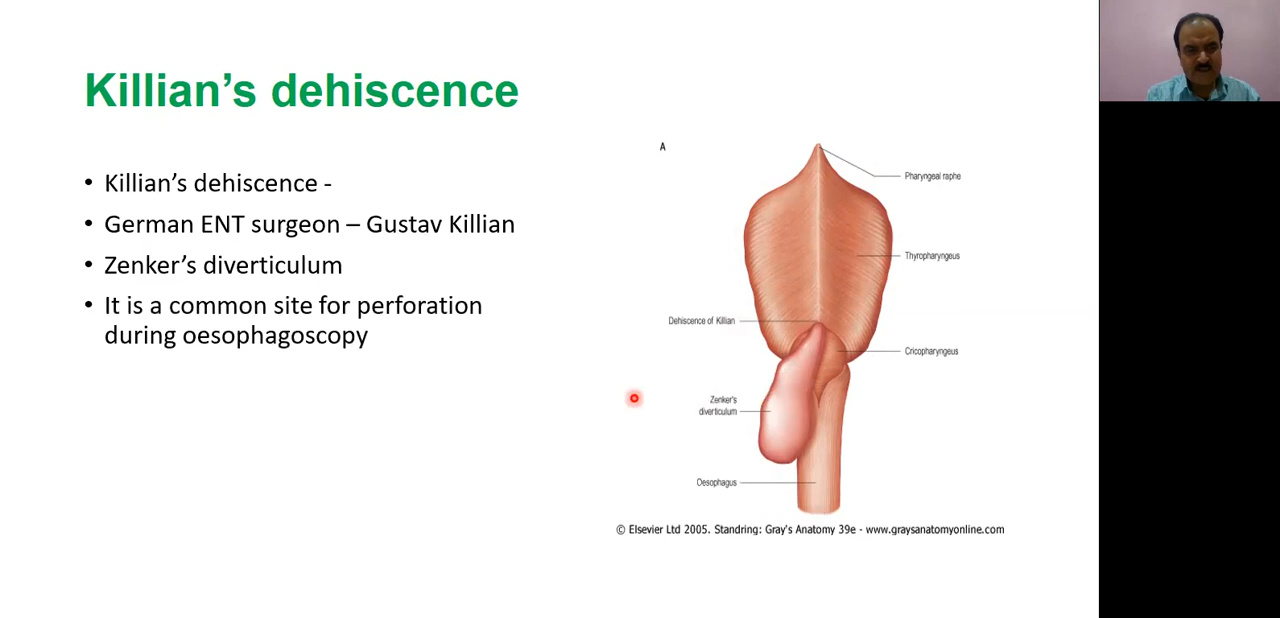 Killian’s dehiscence
• Killian’s dehiscence -
• German ENT surgeon – Gustav Killian
• Zenker’s diverticulum
• It is a common site for perforation
during oesophagoscopy
A
Pharyngeal raphe
Thyropharyngeus
Dehiscence of Killian
Cricopharyngeus
Zenker's
diverticulum
Oesophagus
© Elsevier Ltd 2005. Standring: Gray's Anatomy 39e - www.graysanatomyonline.com